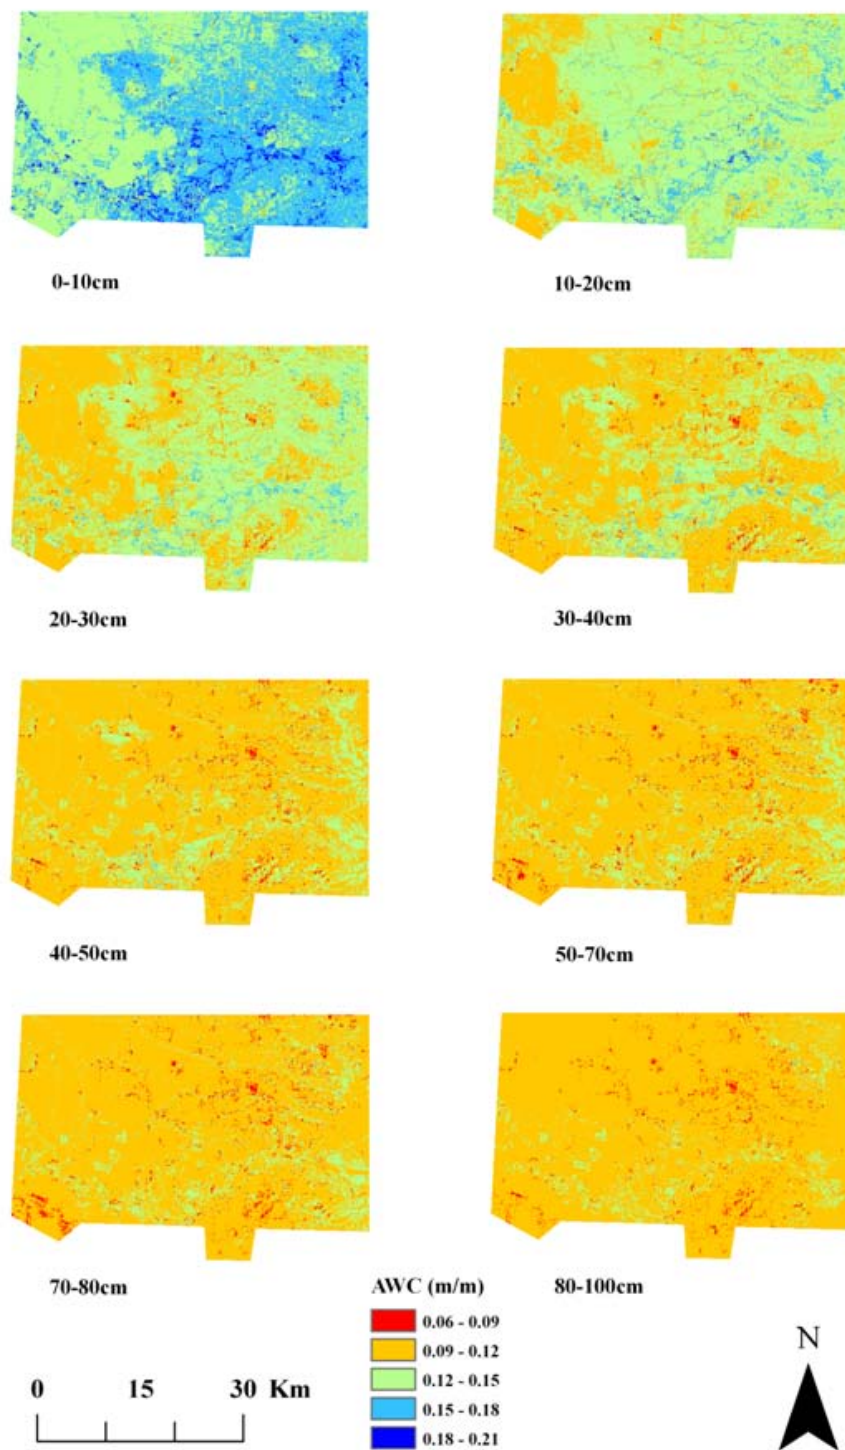 0-10cm
10-20cm
20-30cm
30-40cm
40-50cm
50-70cm
70-80cm
80-100cm
AWC (m/m)
0.06 - 0.09
0.09 - 0.12
0.12 - 0.15
0.15 - 0.18
0.18 - 0.21
0 15 30 Km
N